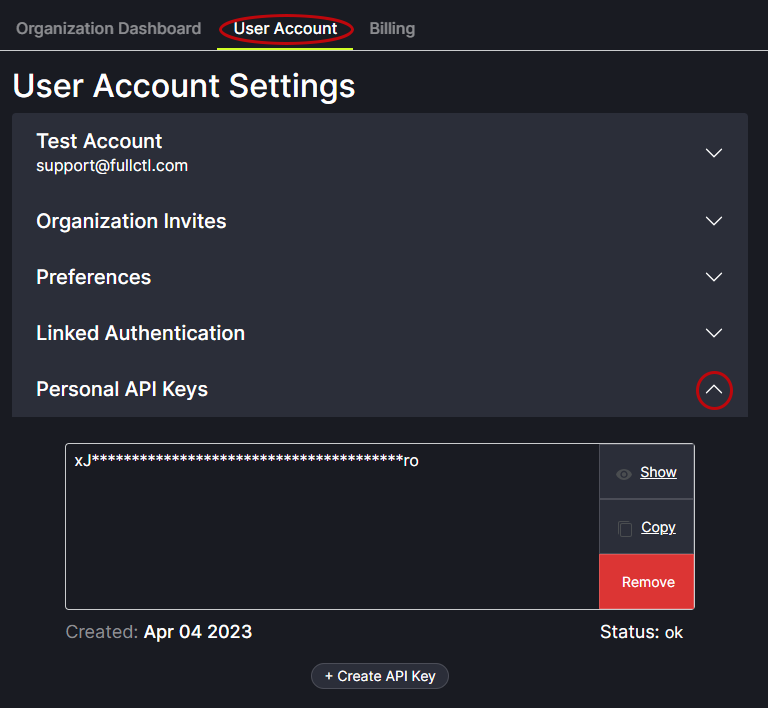 Organization Dashboard User Account Billing
User Account Settings
Test Account
support@fullctl.com
Organization Invites
Preferences
Linked Authentication
Personal API Keys
xJ***************************************ro
Show
Copy
Remove
Created: Apr 04 2023 Status: ok
+ Create API Key